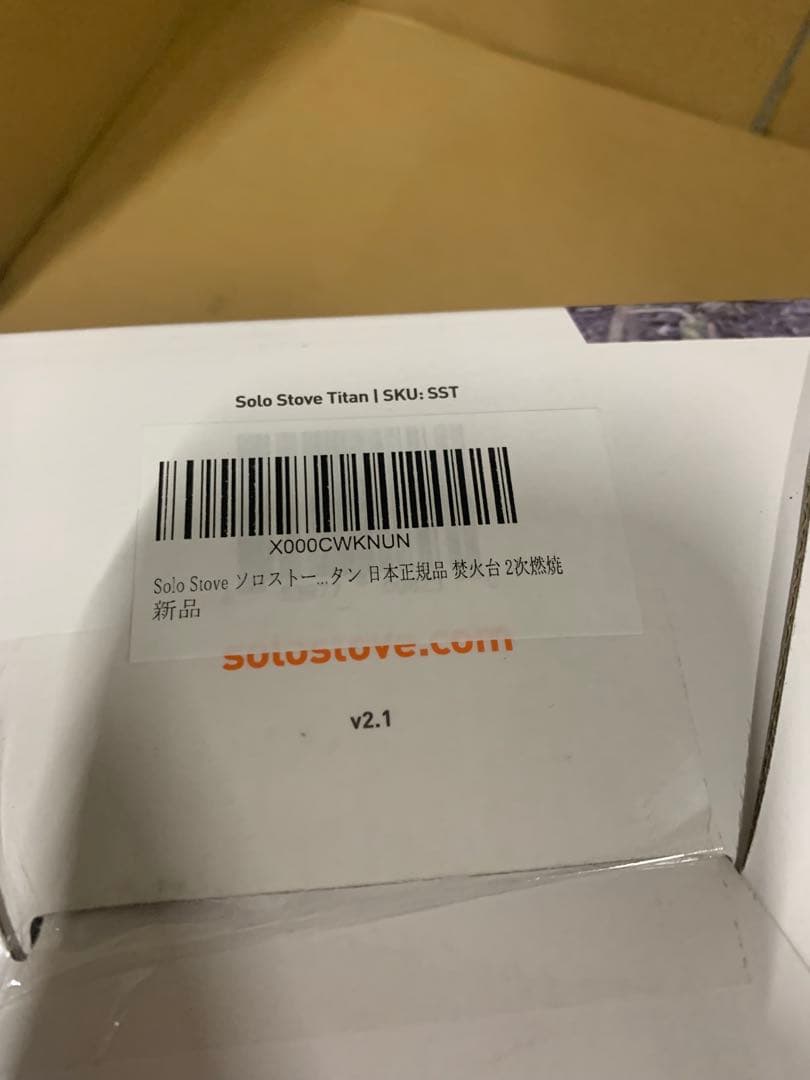 Solo Stove Titan | SKU: SST
X000CWKNUN
Solo Stove ソロストー...タン 日本正規品 焚火台 2次燃焼
新品
solostove.com
v2.1